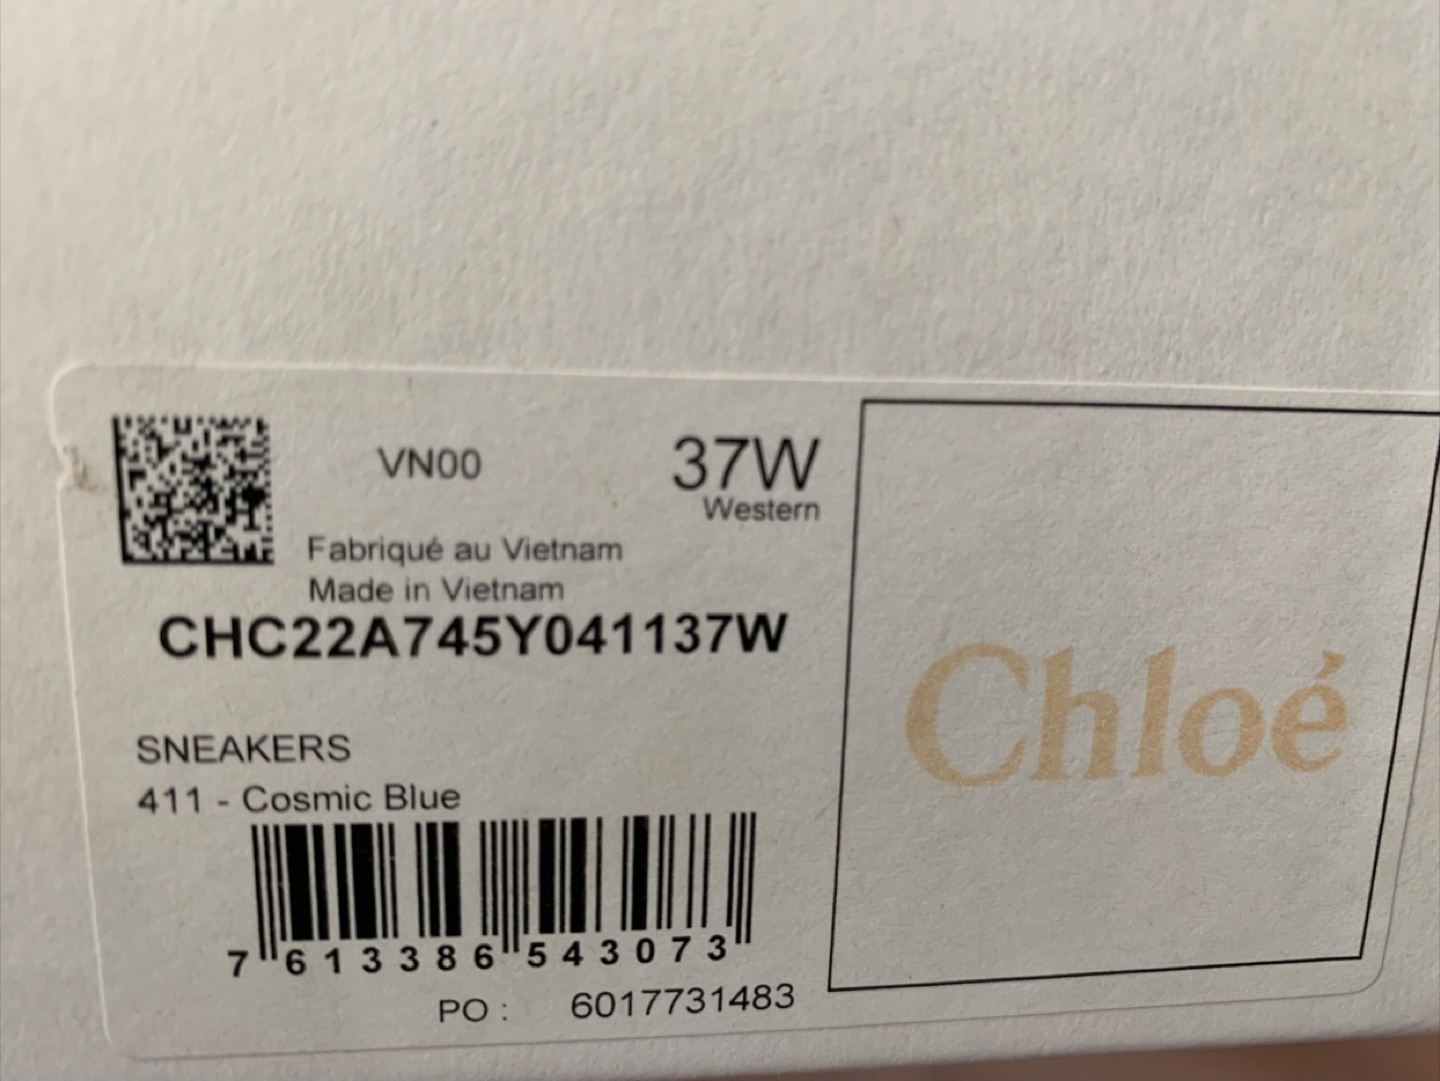 VN00
37W
Western
Fabriqué au Vietnam
Made in Vietnam
CHC22A745Y041137W
SNEAKERS
411 - Cosmic Blue
7 613386 543073
PO : 6017731483
Chloé